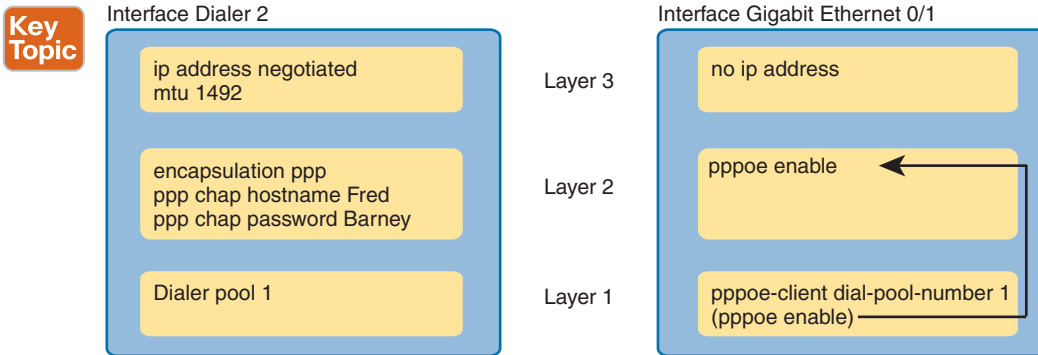 Key
Topic
Interface Dialer 2
ip address negotiated
mtu 1492
encapsulation ppp
ppp chap hostname Fred
ppp chap password Barney
Dialer pool 1
Layer 3
Layer 2
Layer 1
Interface Gigabit Ethernet 0/1
no ip address
pppoe enable
pppoe-client dial-pool-number 1
(pppoe enable)